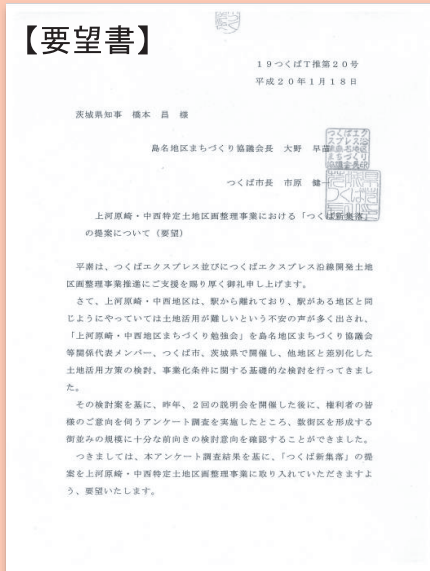 【要望書】
19つくばT推第20号
平成20年1月18日
茨城県知事 橋本 昌 様
島名地区まちづくり協議会長 大野 早苗
つくば市長 市原 健一
上河原崎・中西特定土地区画整理事業における「つくば新集落」
の提案について(要望)
平素は、つくばエクスプレス並びにつくばエクスプレス沿線開発土地
区画整理事業推進にご支援を賜り厚く御礼申し上げます。
さて、上河原崎・中西地区は、駅から離れており、駅がある地区と同
じようにやっていては土地活用が難しいという不安の声が多く出され、
「上河原崎・中西地区まちづくり勉強会」を島名地区まちづくり協議会
等関係代表メンバー、つくば市、茨城県で開催し、他地区と差別化した
土地活用方策の検討、事業化条件に関する基礎的な検討を行ってきまし
た。
その検討案を基に、昨年、2回の説明会を開催した後に、権利者の皆
様のご意向を伺うアンケート調査を実施したところ、数街区を形成する
街並みの規模に十分な前向きの検討意向を確認することができました。
つきましては、本アンケート調査結果を基に、「つくば新集落」の提
案を上河原崎・中西特定土地区画整理事業に取り入れていただきますよ
う、要望いたします。